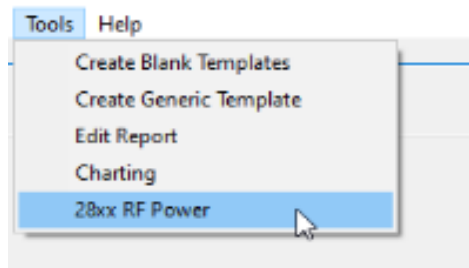 Tools Help
Create Blank Templates
Create Generic Template
Edit Report
Charting
28xx RF Power